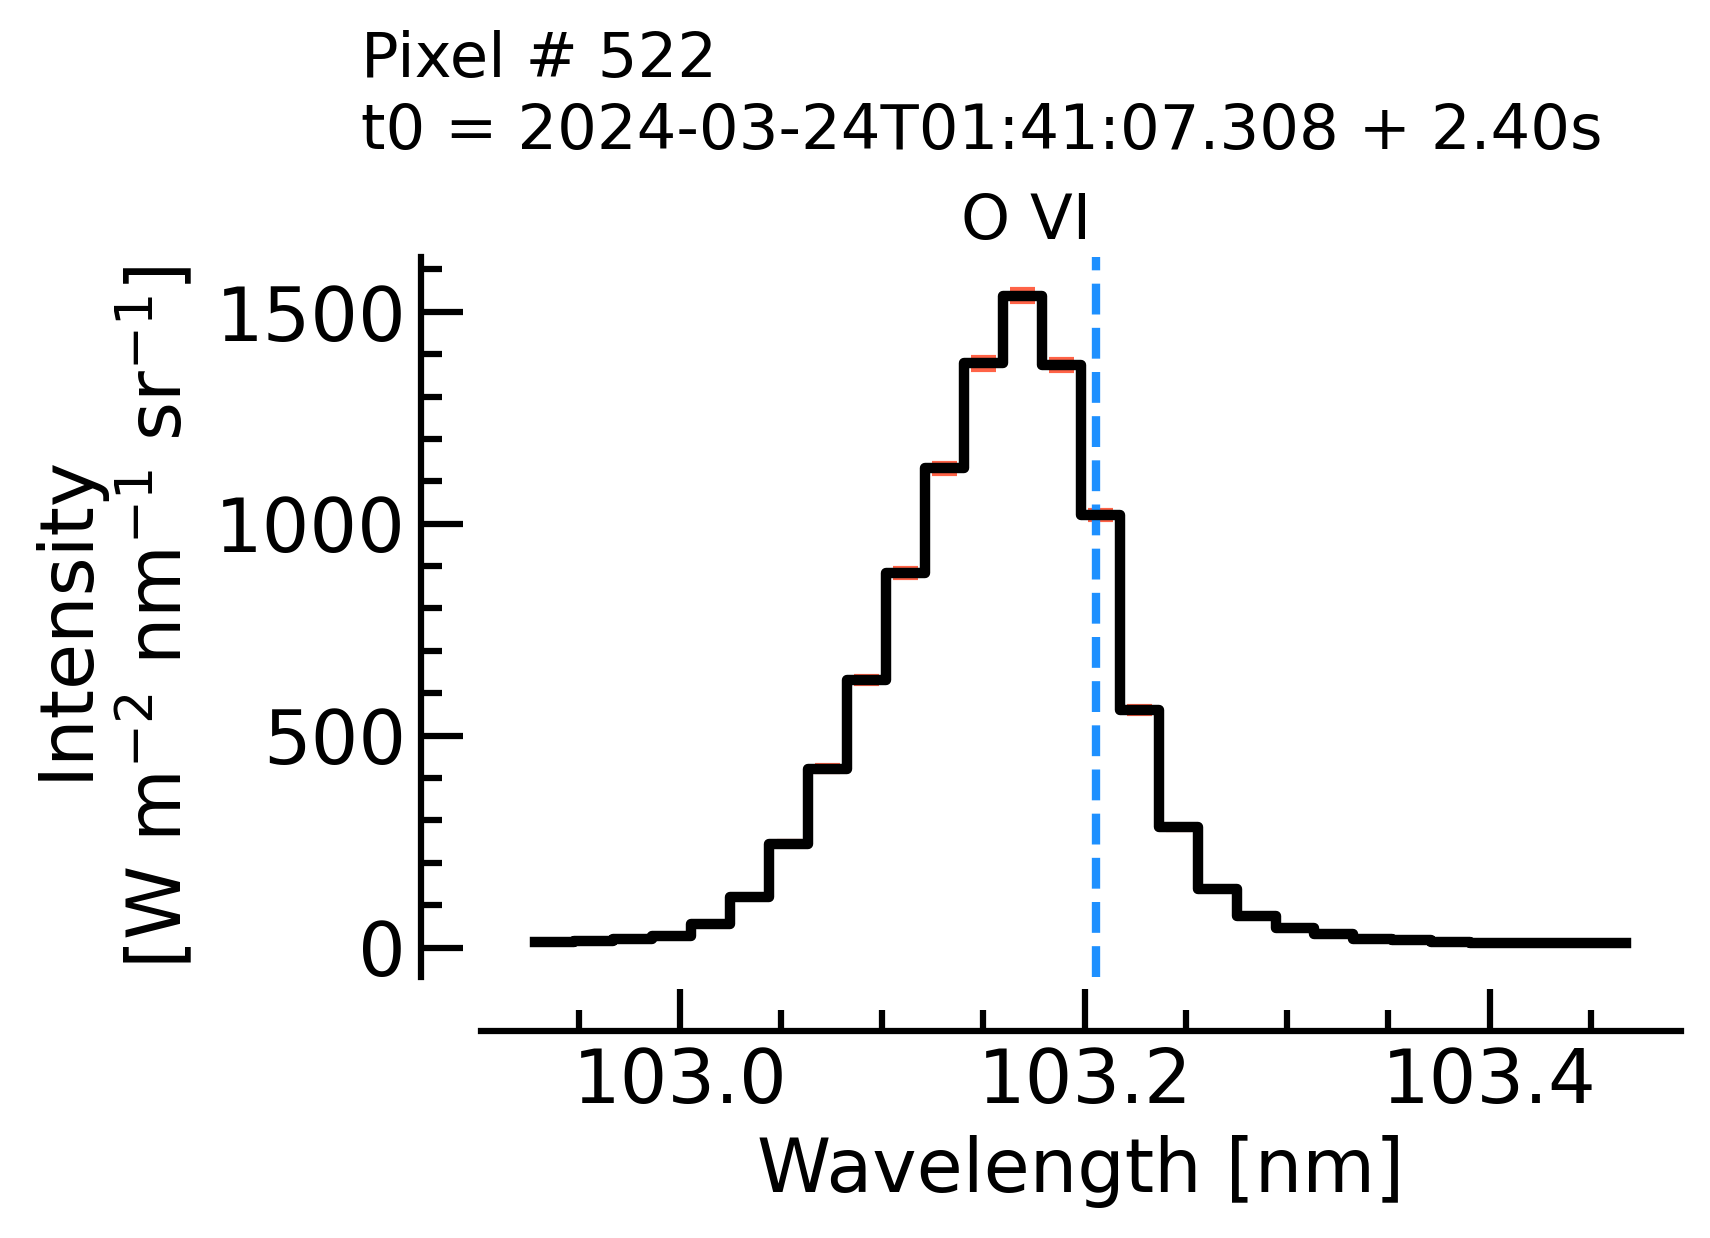 Pixel # 522
t0 = 2024-03-24T01:41:07.308 + 2.40s
O VI
Intensity
[W m⁻² nm⁻¹ sr⁻¹]
1500
1000
500
0
103.0 103.2 103.4
Wavelength [nm]